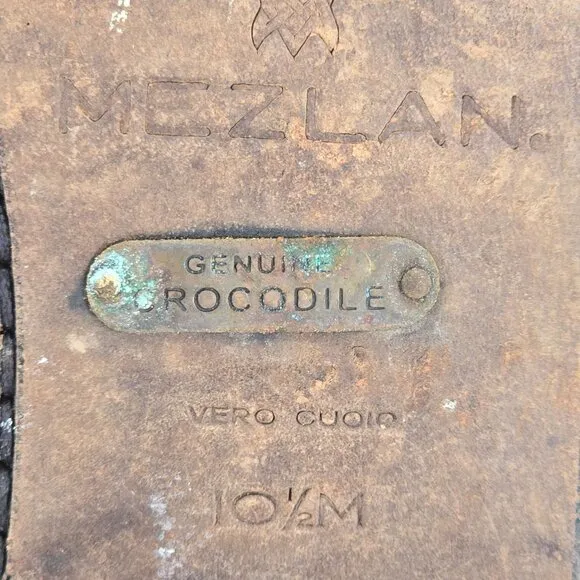 MEZLAN.
GENUINE
CROCODILE
VERO CUOIO
10½M